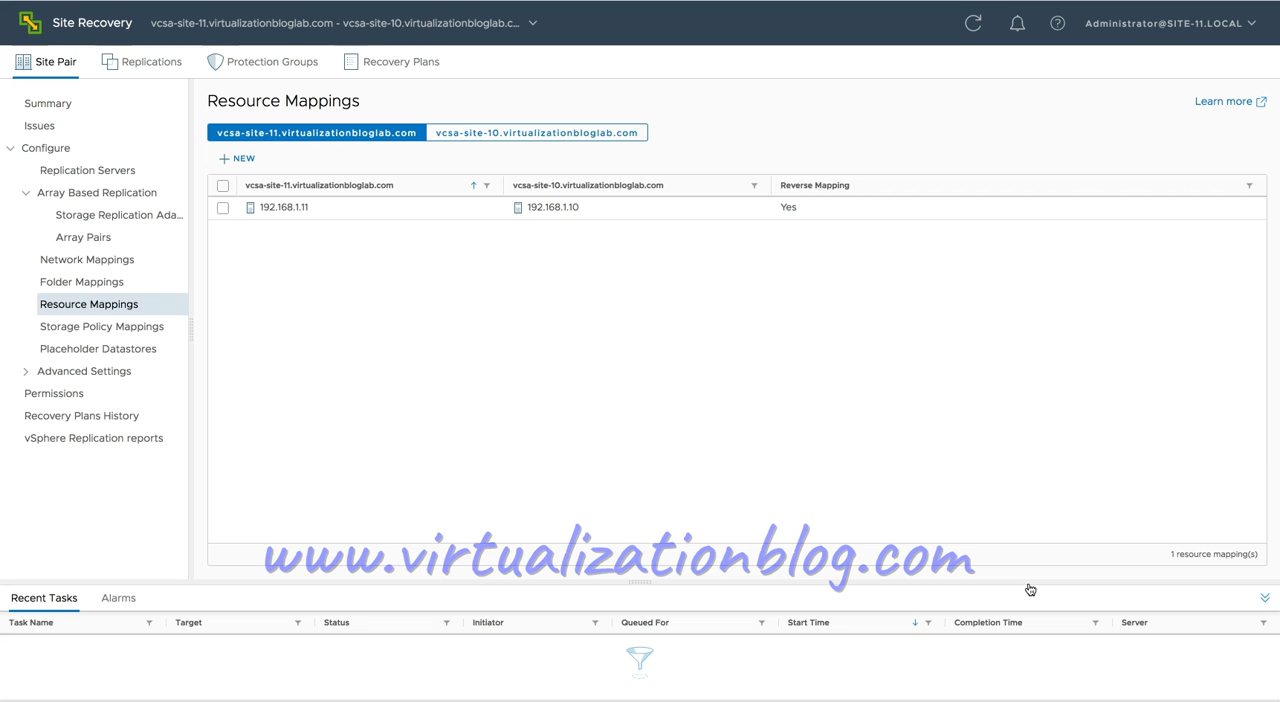 Site Recovery vcsa-site-11.virtualizationbloglab.com - vcsa-site-10.virtualizationbloglab.c... Administrator@SITE-11.LOCAL
Site Pair Replications Protection Groups Recovery Plans
Summary
Issues
Configure
Replication Servers
Array Based Replication
Storage Replication Ada...
Array Pairs
Network Mappings
Folder Mappings
Resource Mappings
Storage Policy Mappings
Placeholder Datastores
Advanced Settings
Permissions
Recovery Plans History
vSphere Replication reports
Resource Mappings Learn more
vcsa-site-11.virtualizationbloglab.com vcsa-site-10.virtualizationbloglab.com
NEW
vcsa-site-11.virtualizationbloglab.com vcsa-site-10.virtualizationbloglab.com Reverse Mapping
192.168.1.11 192.168.1.10 Yes
www.virtualizationblog.com
1 resource mapping(s)
Recent Tasks Alarms
Task Name Target Status Initiator Queued For Start Time Completion Time Server